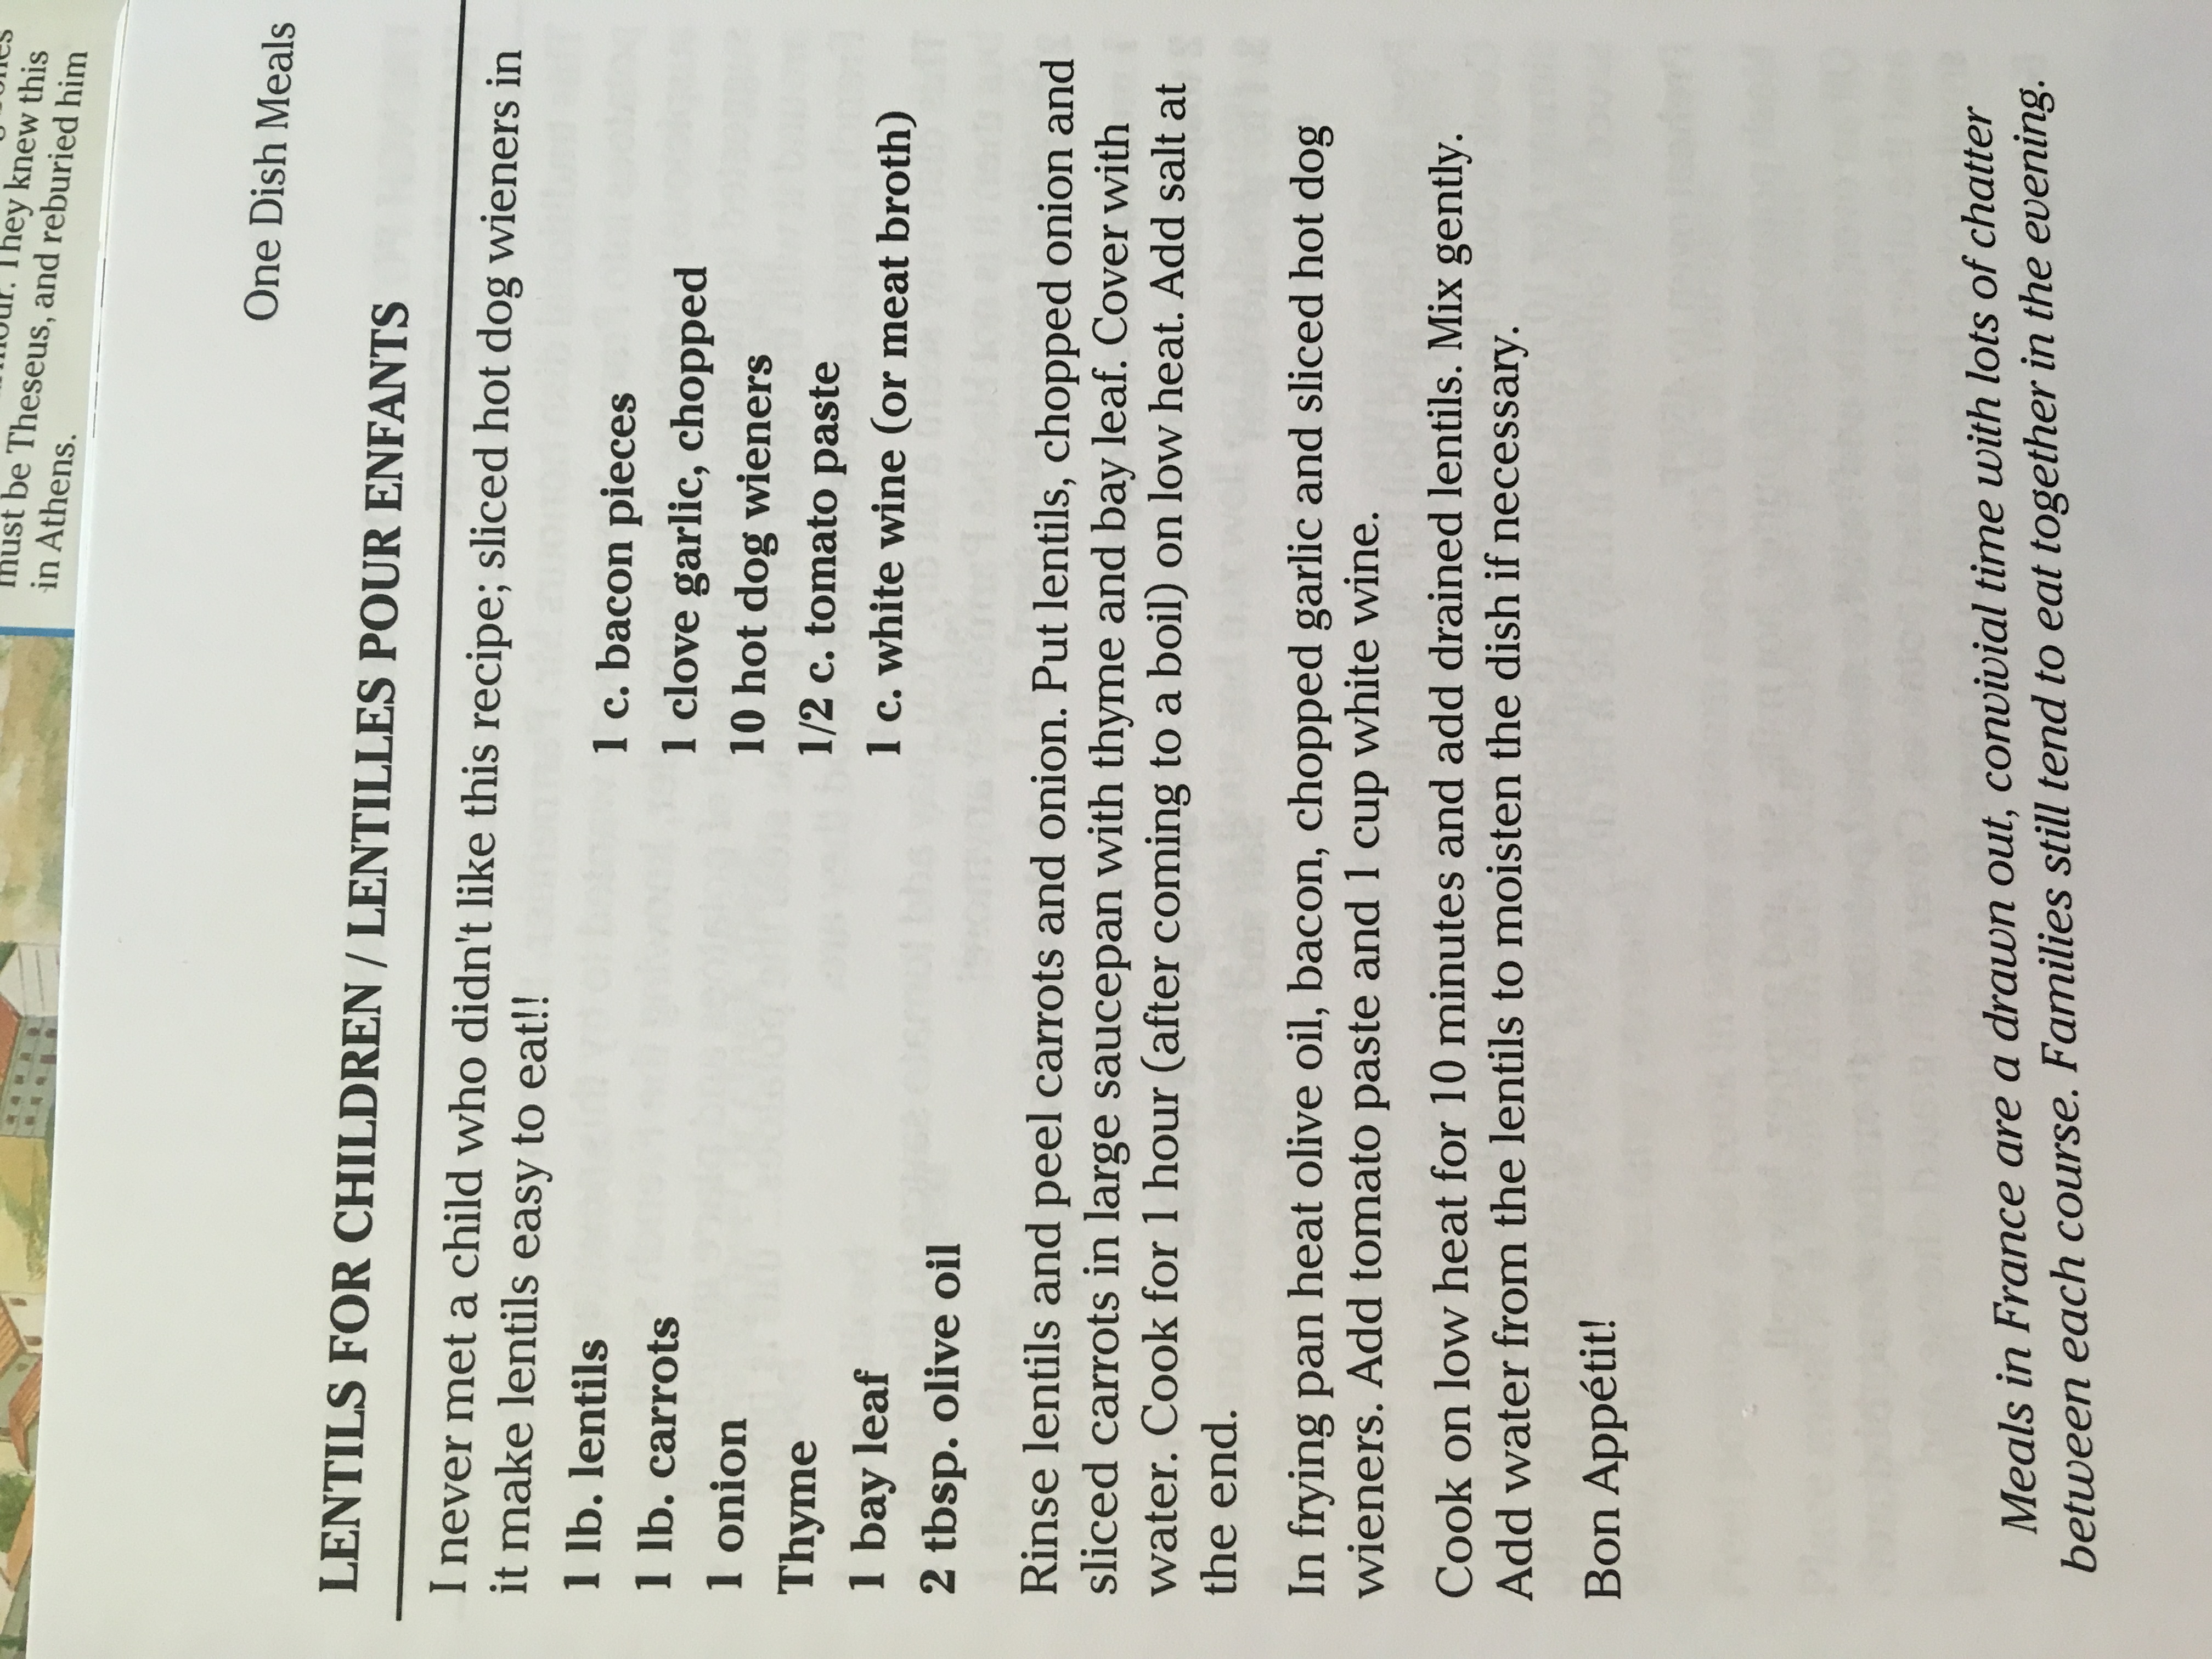 must be Theseus, and reburied him
in Athens.
They knew this
One Dish Meals
LENTILS FOR CHILDREN / LENTILLES POUR ENFANTS
I never met a child who didn't like this recipe; sliced hot dog wieners in
it make lentils easy to eat!!
1 lb. lentils
1 lb. carrots
1 onion
Thyme
1 bay leaf
2 tbsp. olive oil
1 c. bacon pieces
1 clove garlic, chopped
10 hot dog wieners
1/2 c. tomato paste
1 c. white wine (or meat broth)
Rinse lentils and peel carrots and onion. Put lentils, chopped onion and
sliced carrots in large saucepan with thyme and bay leaf. Cover with
water. Cook for 1 hour (after coming to a boil) on low heat. Add salt at
the end.
In frying pan heat olive oil, bacon, chopped garlic and sliced hot dog
wieners. Add tomato paste and 1 cup white wine.
Cook on low heat for 10 minutes and add drained lentils. Mix gently.
Add water from the lentils to moisten the dish if necessary.
Bon Appétit!
Meals in France are a drawn out, convivial time with lots of chatter
between each course. Families still tend to eat together in the evening.